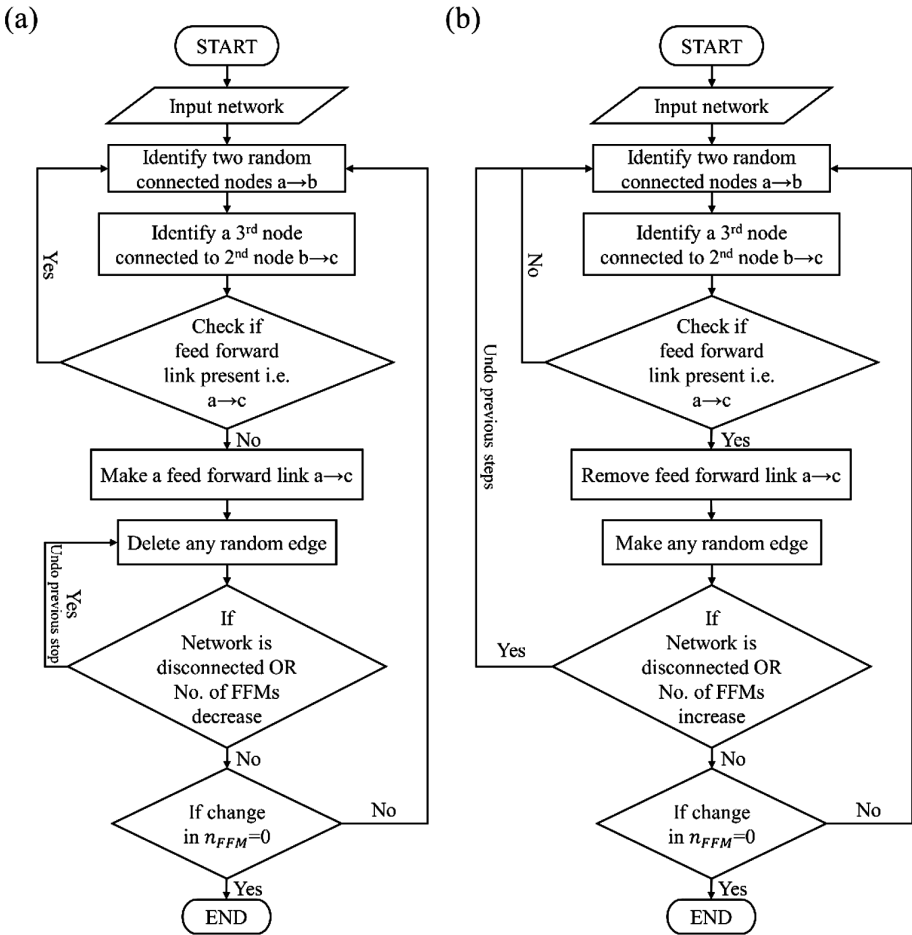 (a)
START
Input network
Identify two random
connected nodes a→b
Identify a 3rd node
connected to 2nd node b→c
Yes
Check if
feed forward
link present i.e.
a→c
No
Make a feed forward link a→c
Delete any random edge
Yes
Undo previous stop
If
Network is
disconnected OR
No. of FFMs
decrease
No
If change
in nFFM=0
No
Yes
END
(b)
START
Input network
Identify two random
connected nodes a→b
Identify a 3rd node
connected to 2nd node b→c
No
Check if
feed forward
link present i.e.
a→c
Undo previous steps
Yes
Remove feed forward link a→c
Make any random edge
If
Network is
disconnected OR
No. of FFMs
increase
Yes
No
If change
in nFFM=0
No
Yes
END